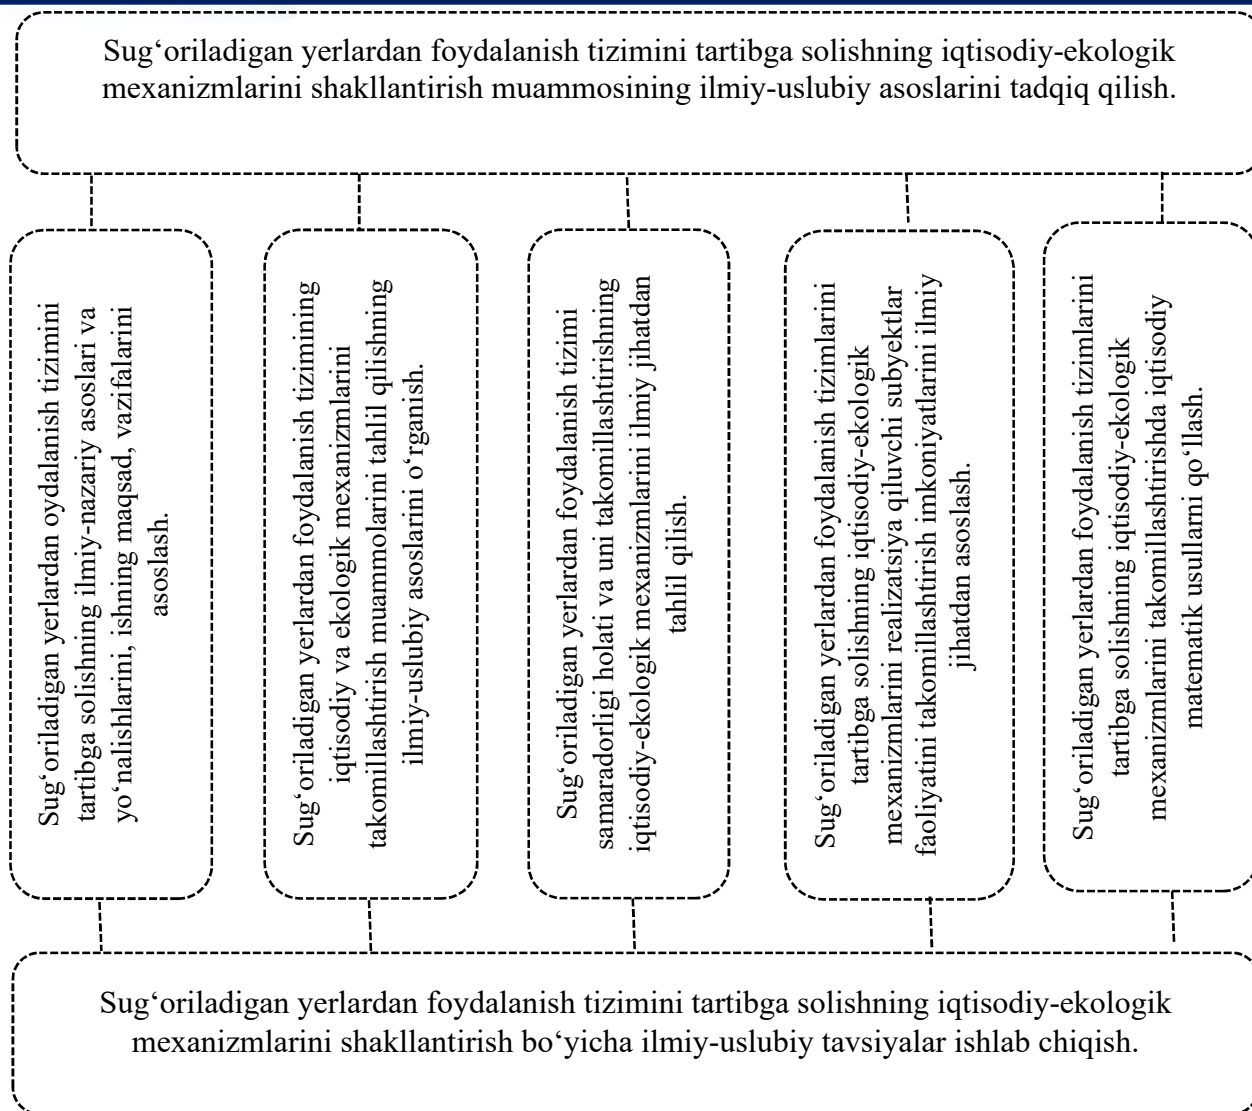 Sug‘oriladigan yerlardan foydalanish tizimini tartibga solishning iqtisodiy-ekologik
mexanizmlarini shakllantirish muammosining ilmiy-uslubiy asoslarini tadqiq qilish.
Sug‘oriladigan yerlardan oydalanish tizimini
tartibga solishning ilmiy-nazariy asoslari va
yo‘nalishlarini, ishning maqsad, vazifalarini
asoslash.
Sug‘oriladigan yerlardan foydalanish tizimining
iqtisodiy va ekologik mexanizmlarini
takomillashtirish muammolarini tahlil qilishning
ilmiy-uslubiy asoslarini o‘rganish.
Sug‘oriladigan yerlardan foydalanish tizimi
samaradorligi holati va uni takomillashtirishning
iqtisodiy-ekologik mexanizmlarini ilmiy jihatdan
tahlil qilish.
Sug‘oriladigan yerlardan foydalanish tizimlarini
tartibga solishning iqtisodiy-ekologik
mexanizmlarini realizatsiya qiluvchi subyektlar
faoliyatini takomillashtirish imkoniyatlarini ilmiy
jihatdan asoslash.
Sug‘oriladigan yerlardan foydalanish tizimlarini
tartibga solishning iqtisodiy-ekologik
mexanizmlarini takomillashtirishda iqtisodiy
matematik usullarni qo‘llash.
Sug‘oriladigan yerlardan foydalanish tizimini tartibga solishning iqtisodiy-ekologik
mexanizmlarini shakllantirish bo‘yicha ilmiy-uslubiy tavsiyalar ishlab chiqish.